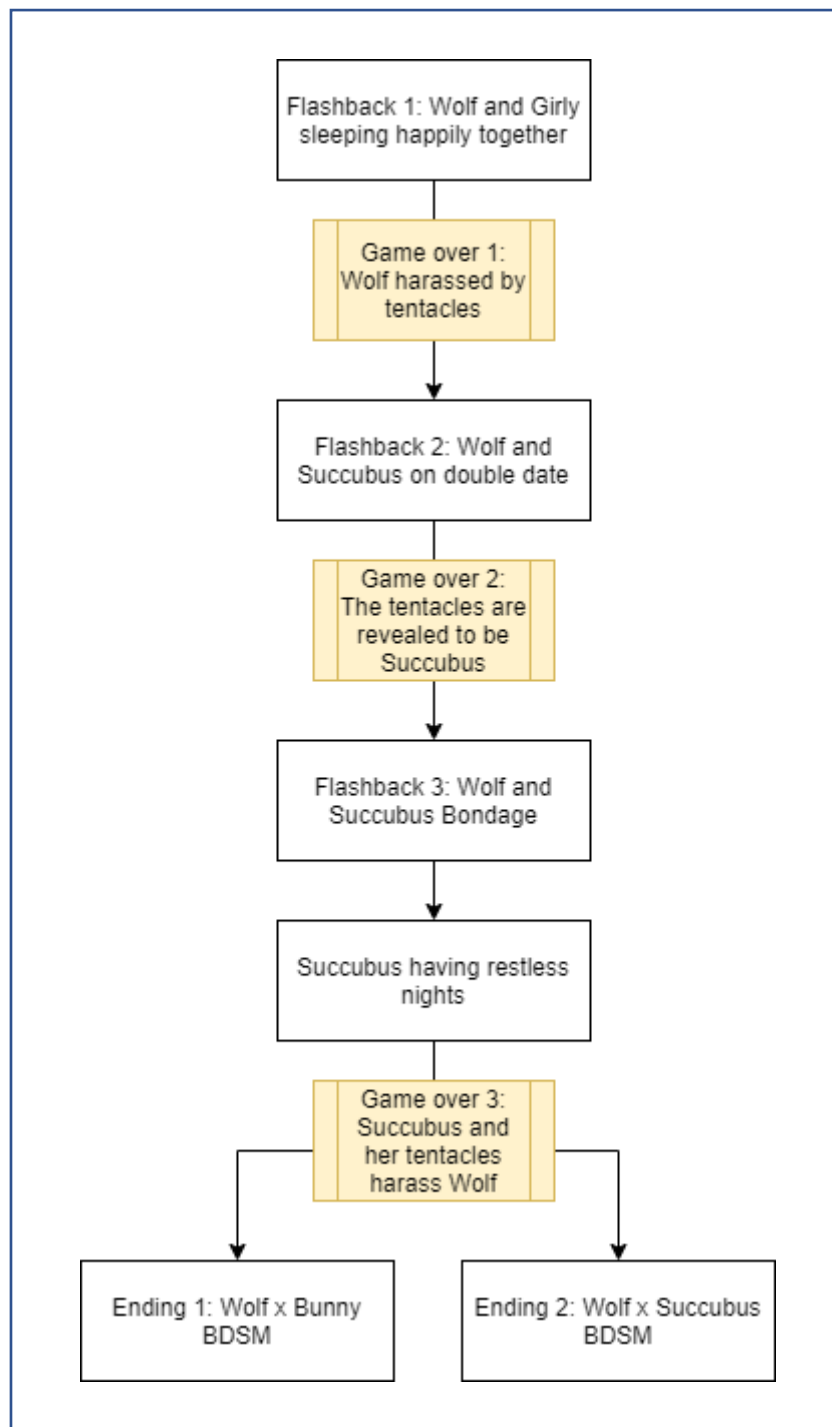 Flashback 1: Wolf and Girly
sleeping happily together
Game over 1:
Wolf harassed by
tentacles
Flashback 2: Wolf and
Succubus on double date
Game over 2:
The tentacles are
revealed to be
Succubus
Flashback 3: Wolf and
Succubus Bondage
Succubus having restless
nights
Game over 3:
Succubus and
her tentacles
harass Wolf
Ending 1: Wolf x Bunny
BDSM
Ending 2: Wolf x Succubus
BDSM